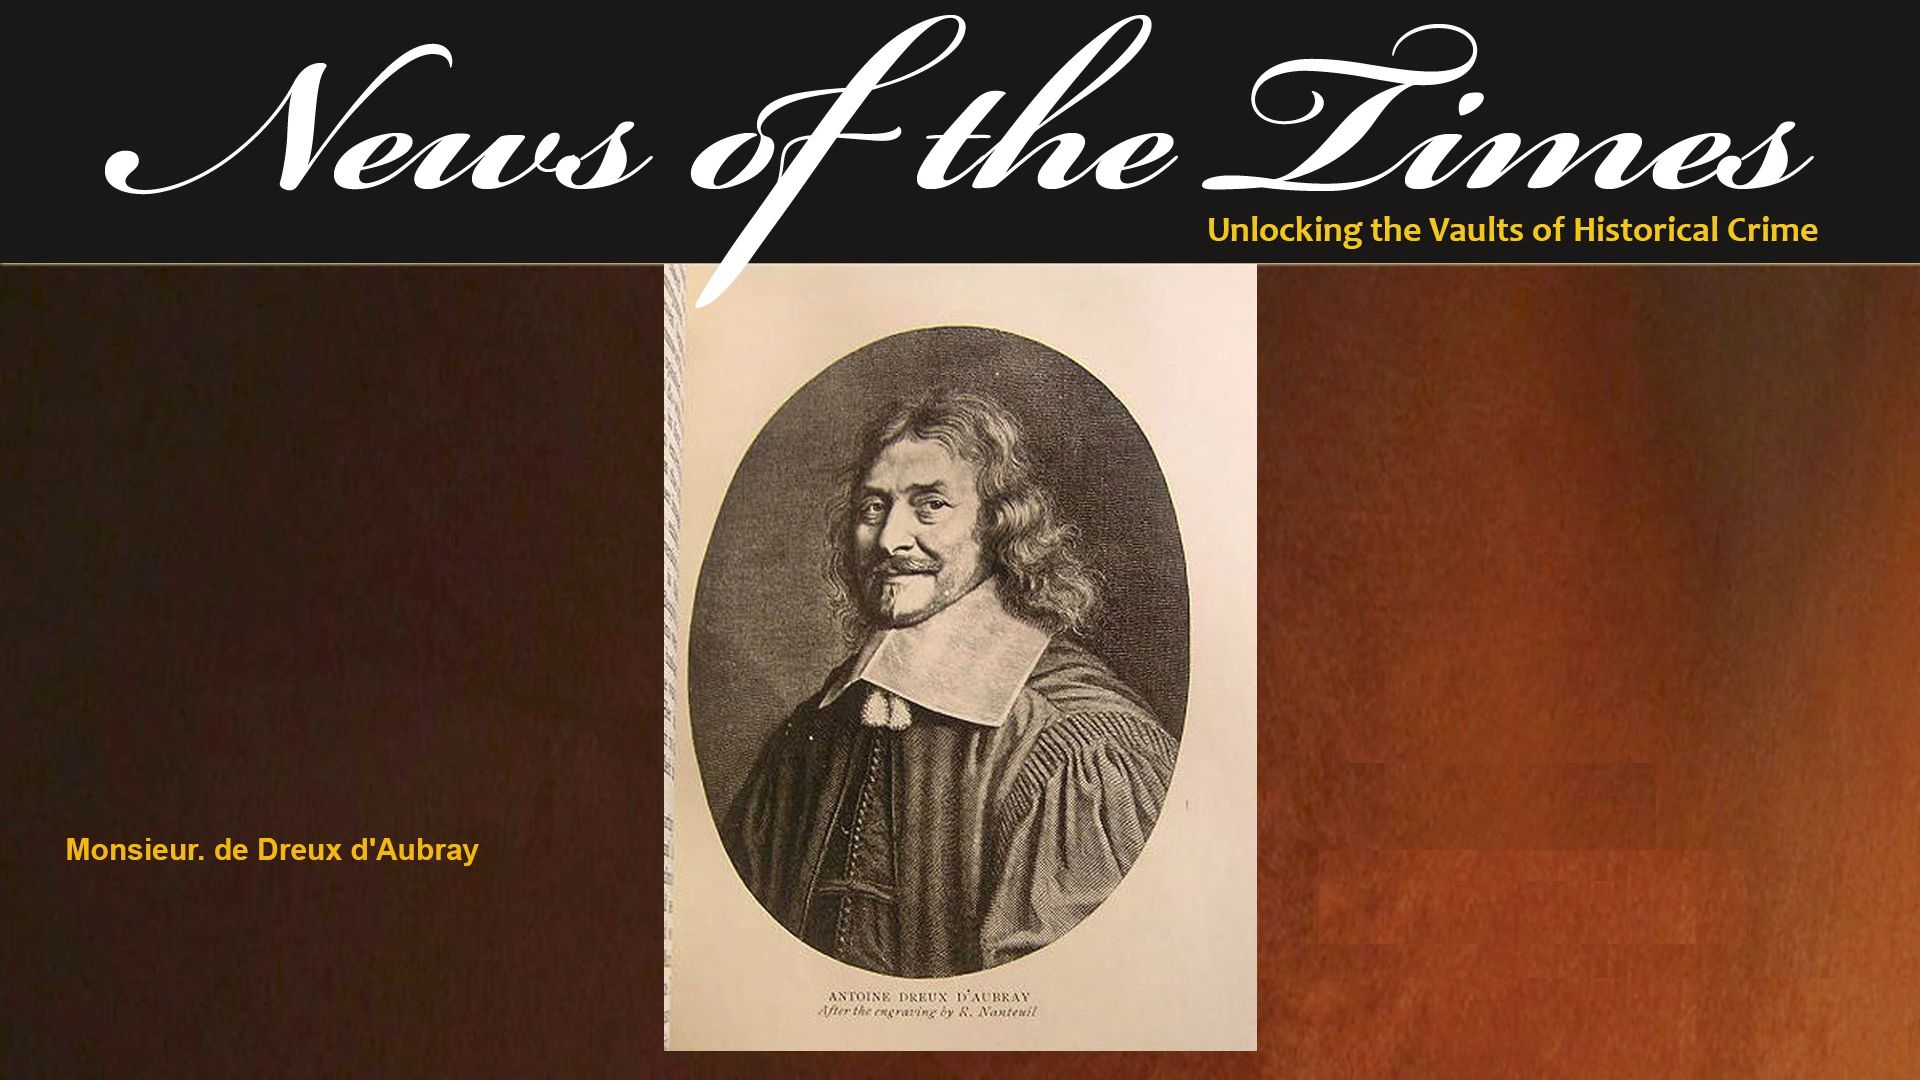 News of the Times
Unlocking the Vaults of Historical Crime
Monsieur. de Dreux d'Aubray
ANTOINE DREUX D'AUBRAY
After the engraving by R. Nanteuil